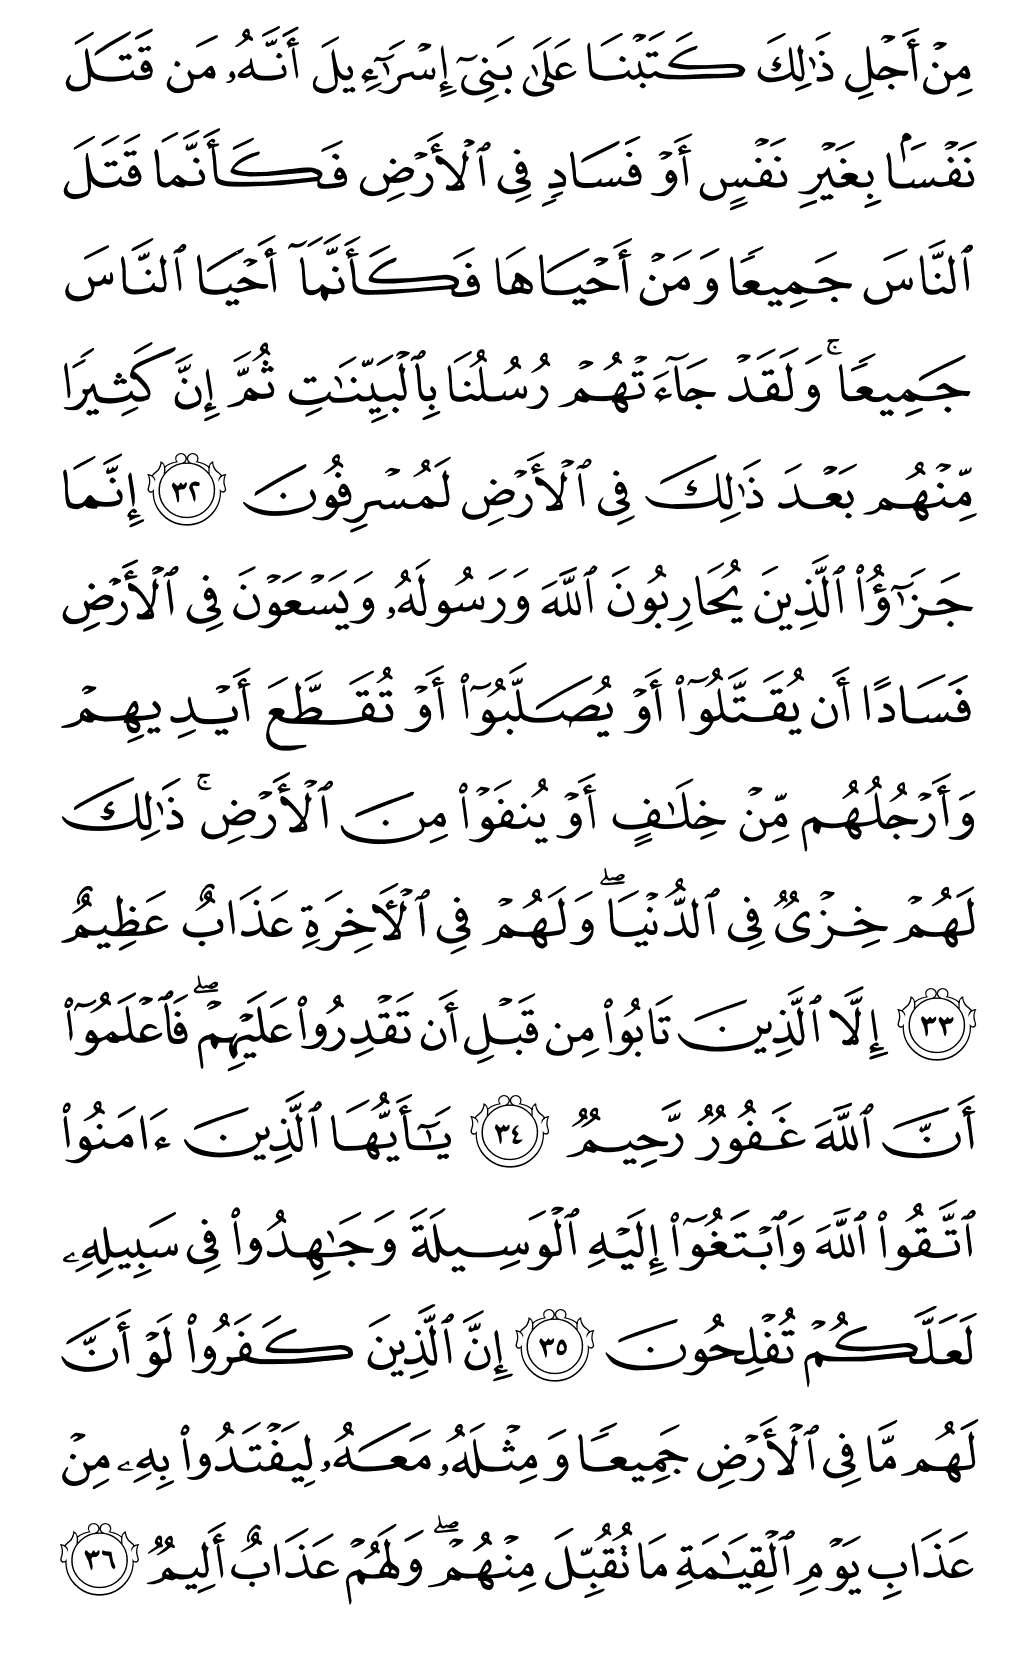 مِنْ أَجْلِ ذَٰلِكَ كَتَبْنَا عَلَىٰ بَنِىٓ إِسْرَٰٓءِيلَ أَنَّهُۥ مَن قَتَلَ
نَفْسًۢا بِغَيْرِ نَفْسٍ أَوْ فَسَادٍ فِى ٱلْأَرْضِ فَكَأَنَّمَا قَتَلَ
ٱلنَّاسَ جَمِيعًا وَمَنْ أَحْيَاهَا فَكَأَنَّمَآ أَحْيَا ٱلنَّاسَ
جَمِيعًا ۚ وَلَقَدْ جَآءَتْهُمْ رُسُلُنَا بِٱلْبَيِّنَـٰتِ ثُمَّ إِنَّ كَثِيرًا
مِّنْهُم بَعْدَ ذَٰلِكَ فِى ٱلْأَرْضِ لَمُسْرِفُونَ ٣٢ إِنَّمَا
جَزَٰٓؤُا۟ ٱلَّذِينَ يُحَارِبُونَ ٱللَّهَ وَرَسُولَهُۥ وَيَسْعَوْنَ فِى ٱلْأَرْضِ
فَسَادًا أَن يُقَتَّلُوٓا۟ أَوْ يُصَلَّبُوٓا۟ أَوْ تُقَطَّعَ أَيْدِيهِمْ
وَأَرْجُلُهُم مِّنْ خِلَـٰفٍ أَوْ يُنفَوْا۟ مِنَ ٱلْأَرْضِ ۚ ذَٰلِكَ
لَهُمْ خِزْىٌ فِى ٱلدُّنْيَا ۖ وَلَهُمْ فِى ٱلْـَٔاخِرَةِ عَذَابٌ عَظِيمٌ
٣٣ إِلَّا ٱلَّذِينَ تَابُوا۟ مِن قَبْلِ أَن تَقْدِرُوا۟ عَلَيْهِمْ ۖ فَٱعْلَمُوٓا۟
أَنَّ ٱللَّهَ غَفُورٌ رَّحِيمٌ ٣٤ يَـٰٓأَيُّهَا ٱلَّذِينَ ءَامَنُوا۟
ٱتَّقُوا۟ ٱللَّهَ وَٱبْتَغُوٓا۟ إِلَيْهِ ٱلْوَسِيلَةَ وَجَـٰهِدُوا۟ فِى سَبِيلِهِۦ
لَعَلَّكُمْ تُفْلِحُونَ ٣٥ إِنَّ ٱلَّذِينَ كَفَرُوا۟ لَوْ أَنَّ
لَهُم مَّا فِى ٱلْأَرْضِ جَمِيعًا وَمِثْلَهُۥ مَعَهُۥ لِيَفْتَدُوا۟ بِهِۦ مِنْ
عَذَابِ يَوْمِ ٱلْقِيَـٰمَةِ مَا تُقُبِّلَ مِنْهُمْ ۖ وَلَهُمْ عَذَابٌ أَلِيمٌ ٣٦